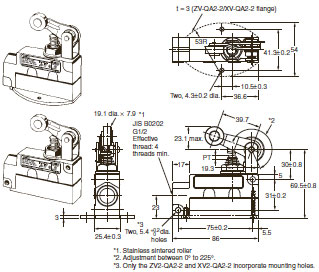 t = 3 (ZV-QA2-2/XV-QA2-2 flange)
53R
41.3±0.2
54
10.5±0.3
Two, 4.3±0.2 dia.
36.6
19.1 dia. × 7.9 *1
JIS B0202
G1/2
Effective
thread: 4
threads min.
39.7
*2
23.1 max.
PT
19.3
17
5
30±0.8
69.5±0.8
31±0.2
23
3
*3
25.4±0.3
Two, 5.4
dia.
holes
75±0.2
5.5
86
*1. Stainless sintered roller
*2. Adjustment between 0° to 225°.
*3. Only the ZV2-QA2-2 and XV2-QA2-2 incorporate mounting holes.